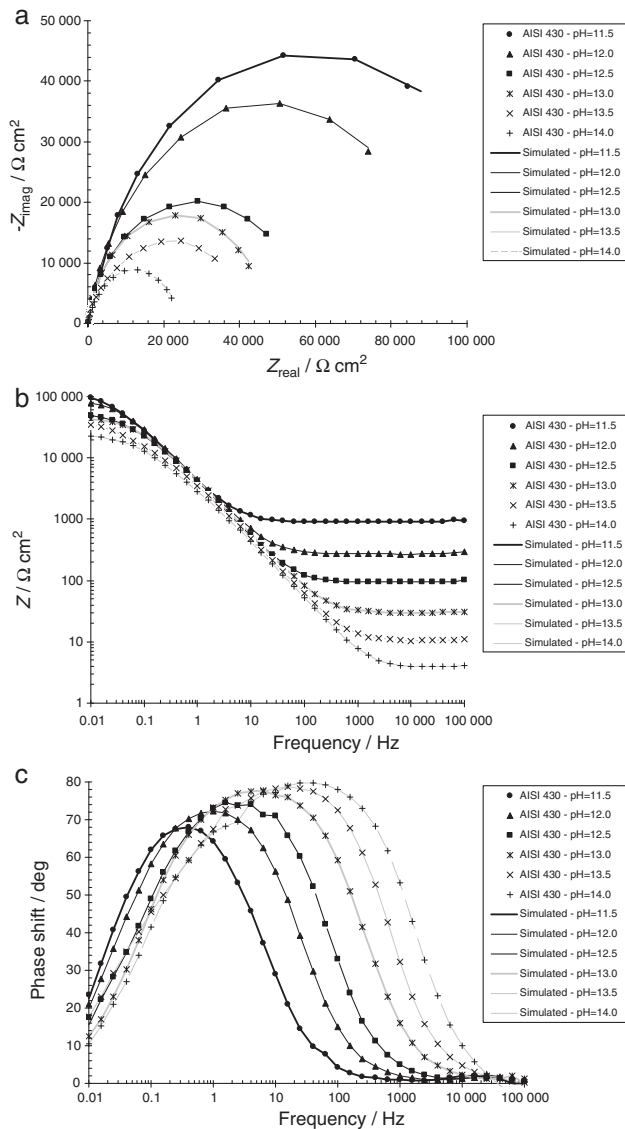 a
50 000
40 000
30 000
20 000
10 000
0
-Zimag / Ω cm2
0
20 000
40 000
60 000
80 000
100 000
Zreal / Ω cm2
AISI 430 - pH=11.5
AISI 430 - pH=12.0
AISI 430 - pH=12.5
AISI 430 - pH=13.0
AISI 430 - pH=13.5
AISI 430 - pH=14.0
Simulated - pH=11.5
Simulated - pH=12.0
Simulated - pH=12.5
Simulated - pH=13.0
Simulated - pH=13.5
Simulated - pH=14.0
b
100 000
10 000
1000
100
10
1
Z / Ω cm2
0.01
0.1
1
10
100
1000
10 000
100 000
Frequency / Hz
AISI 430 - pH=11.5
AISI 430 - pH=12.0
AISI 430 - pH=12.5
AISI 430 - pH=13.0
AISI 430 - pH=13.5
AISI 430 - pH=14.0
Simulated - pH=11.5
Simulated - pH=12.0
Simulated - pH=12.5
Simulated - pH=13.0
Simulated - pH=13.5
Simulated - pH=14.0
c
80
70
60
50
40
30
20
10
0
Phase shift / deg
0.01
0.1
1
10
100
1000
10 000
100 000
Frequency / Hz
AISI 430 - pH=11.5
AISI 430 - pH=12.0
AISI 430 - pH=12.5
AISI 430 - pH=13.0
AISI 430 - pH=13.5
AISI 430 - pH=14.0
Simulated - pH=11.5
Simulated - pH=12.0
Simulated - pH=12.5
Simulated - pH=13.0
Simulated - pH=13.5
Simulated - pH=14.0